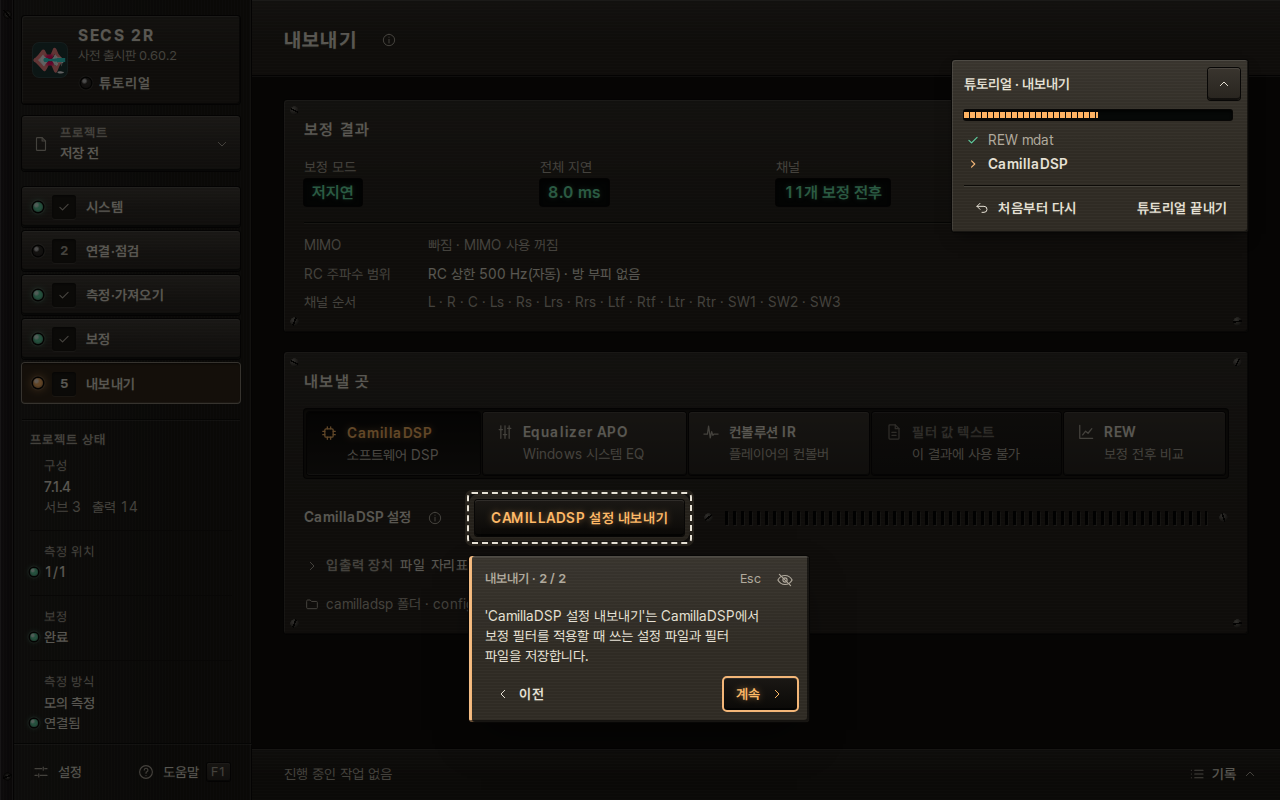 SECS 2R
사전 출시판 0.60.2
튜토리얼
프로젝트
저장 전
시스템
2 연결·점검
측정·가져오기
보정
5 내보내기
프로젝트 상태
구성
7.1.4
서브 3 출력 14
측정 위치
1/1
보정
완료
측정 방식
모의 측정
연결됨
설정
도움말 F1
내보내기
보정 결과
보정 모드
저지연
전체 지연
8.0 ms
채널
11개 보정 전후
MIMO 빠짐 · MIMO 사용 꺼짐
RC 주파수 범위 RC 상한 500 Hz(자동) · 방 부피 없음
채널 순서 L · R · C · Ls · Rs · Lrs · Rrs · Ltf · Rtf · Ltr · Rtr · SW1 · SW2 · SW3
튜토리얼 · 내보내기
REW mdat
CamillaDSP
처음부터 다시
튜토리얼 끝내기
내보낼 곳
CamillaDSP
소프트웨어 DSP
Equalizer APO
Windows 시스템 EQ
컨볼루션 IR
플레이어의 컨볼버
필터 값 텍스트
이 결과에 사용 불가
REW
보정 전후 비교
CamillaDSP 설정
CAMILLADSP 설정 내보내기
입출력 장치 파일 자리표
camilladsp 폴더 · config
내보내기 · 2 / 2
Esc
'CamillaDSP 설정 내보내기'는 CamillaDSP에서
보정 필터를 적용할 때 쓰는 설정 파일과 필터
파일을 저장합니다.
이전
계속
진행 중인 작업 없음
기록